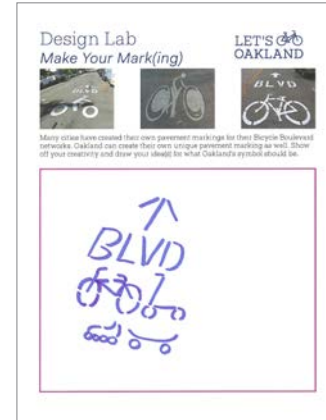 Design Lab
Make Your Mark(ing)
LET'S GO
OAKLAND
BLVD
BLVD
Many cities have created their own pavement markings for their Bicycle Boulevard
networks. Oakland can create their own unique pavement marking as well. Show
off your creativity and draw your idea(s) for what Oakland's symbol should be.
BLVD